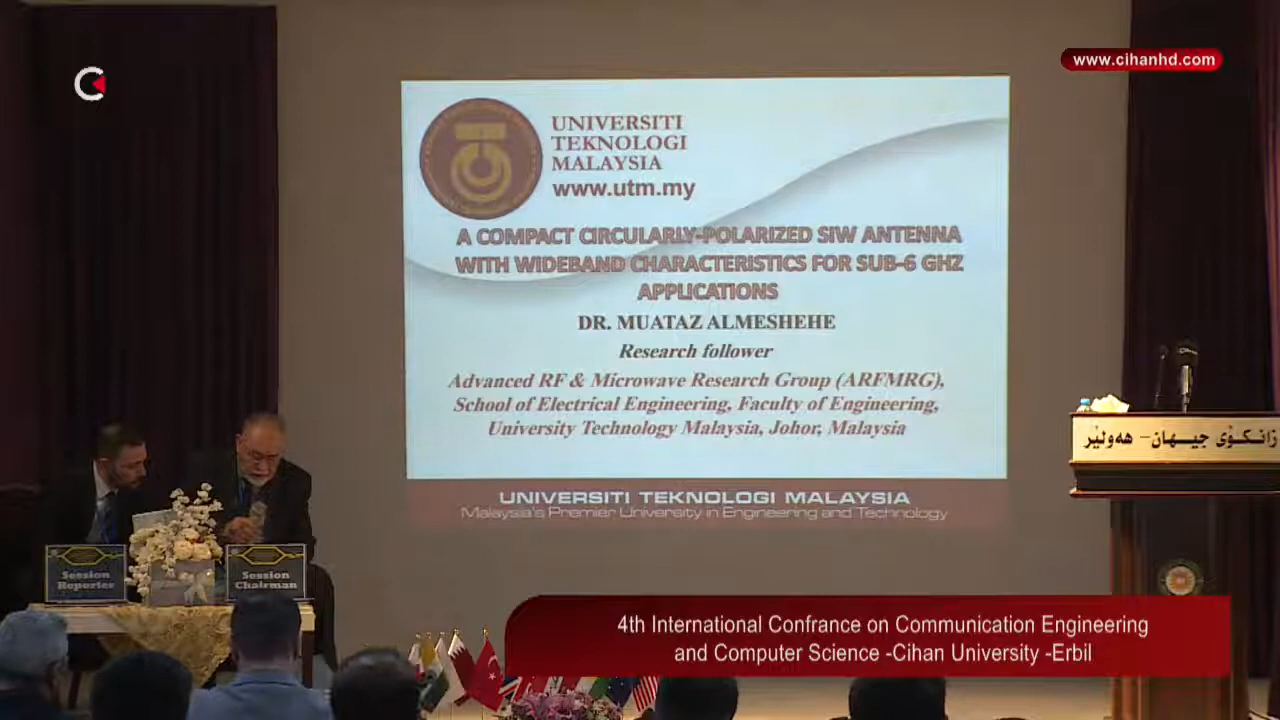 www.cihanhd.com
UNIVERSITI
TEKNOLOGI
MALAYSIA
www.utm.my
A COMPACT CIRCULARLY-POLARIZED SIW ANTENNA
WITH WIDEBAND CHARACTERISTICS FOR SUB-6 GHZ
APPLICATIONS
DR. MUATAZ ALMESHEHE
Research follower
Advanced RF & Microwave Research Group (ARFMRG),
School of Electrical Engineering, Faculty of Engineering,
University Technology Malaysia, Johor, Malaysia
UNIVERSITI TEKNOLOGI MALAYSIA
Malaysia's Premier University in Engineering and Technology
زانکۆی جیهان - هەولێر
Session
Reporter
Session
Chairman
4th International Confrance on Communication Engineering
and Computer Science -Cihan University -Erbil